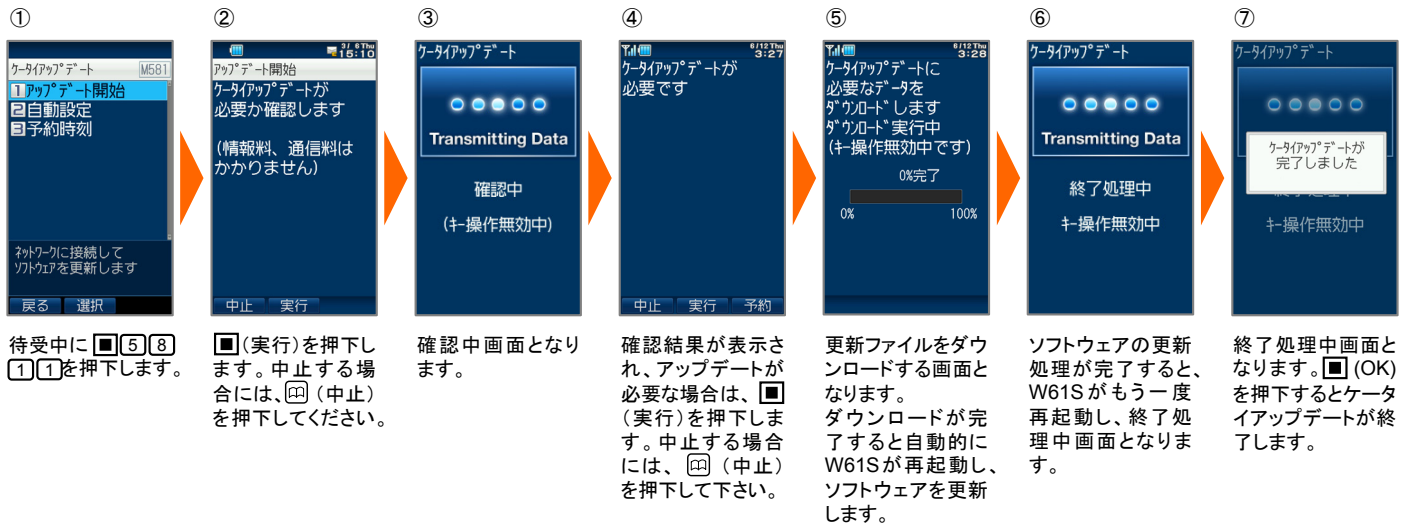 ①
ケータイアップデート M581
1アップデート開始
2自動設定
3予約時刻
ネットワークに接続して
ソフトウェアを更新します
戻る 選択
待受中に■58
11を押下します。
②
3/ 6 Thu
15:10
アップデート開始
ケータイアップデートが
必要か確認します
(情報料、通信料は
かかりません)
中止 実行
■(実行)を押下し
ます。中止する場
合には、(中止)
を押下してください。
③
ケータイアップデート
Transmitting Data
確認中
(キー操作無効中)
確認中画面となり
ます。
④
6/12 Thu
3:27
ケータイアップデートが
必要です
中止 実行 予約
確認結果が表示さ
れ、アップデートが
必要な場合は、■
(実行)を押下しま
す。中止する場合
には、(中止)
を押下して下さい。
⑤
6/12 Thu
3:28
ケータイアップデートに
必要なデータを
ダウンロードします
ダウンロード実行中
(キー操作無効中です)
0%完了
0% 100%
更新ファイルをダウ
ンロードする画面と
なります。
ダウンロードが完
了すると自動的に
W61Sが再起動し、
ソフトウェアを更新
します。
⑥
ケータイアップデート
Transmitting Data
終了処理中
キー操作無効中
ソフトウェアの更新
処理が完了すると、
W61Sがもう一度
再起動し、終了処
理中画面となりま
す。
⑦
ケータイアップデート
ケータイアップデートが
完了しました
キー操作無効中
終了処理中画面と
なります。■(OK)
を押下するとケータ
イアップデートが終
了します。